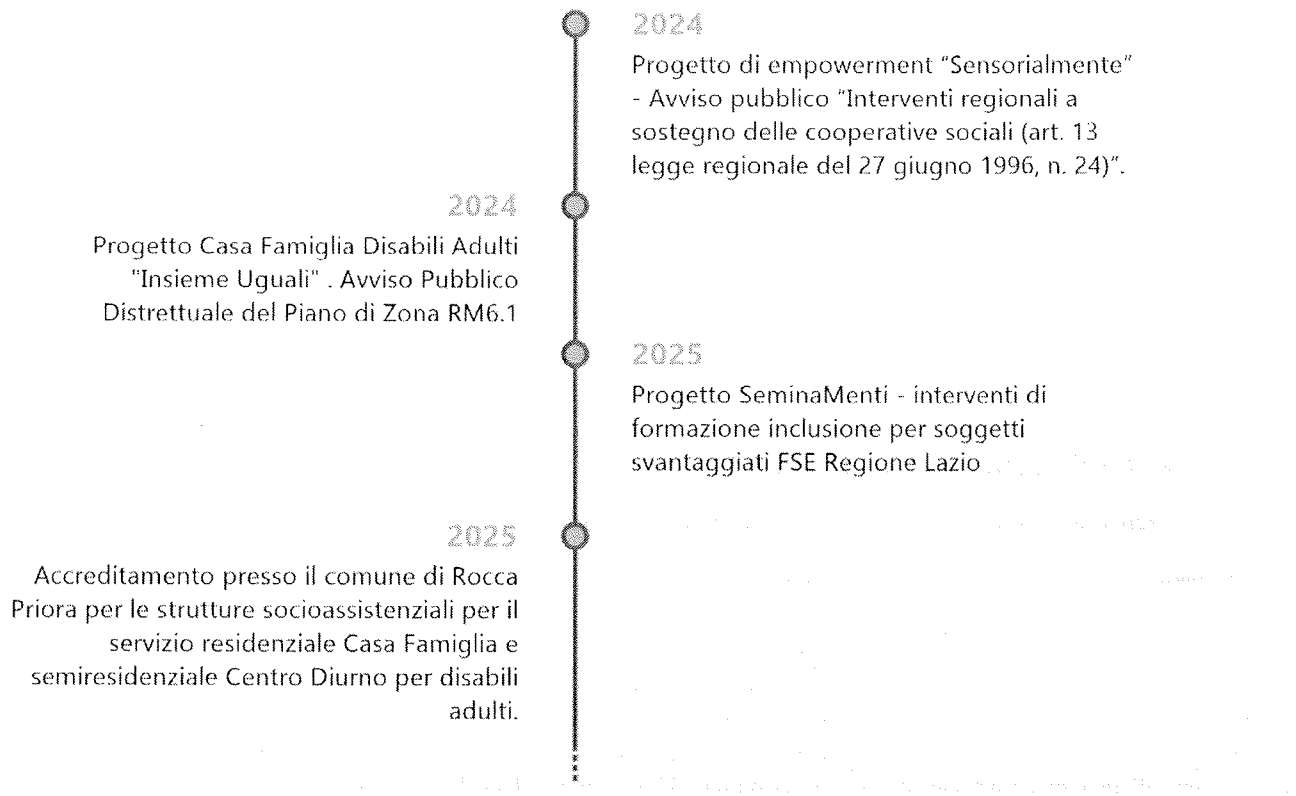 2024
Progetto di empowerment “Sensorialmente”
- Avviso pubblico “Interventi regionali a
sostegno delle cooperative sociali (art. 13
legge regionale del 27 giugno 1996, n. 24)”.
2024
Progetto Casa Famiglia Disabili Adulti
"Insieme Uguali" . Avviso Pubblico
Distrettuale del Piano di Zona RM6.1
2025
Progetto SeminaMenti - interventi di
formazione inclusione per soggetti
svantaggiati FSE Regione Lazio
2025
Accreditamento presso il comune di Rocca
Priora per le strutture socioassistenziali per il
servizio residenziale Casa Famiglia e
semiresidenziale Centro Diurno per disabili
adulti.